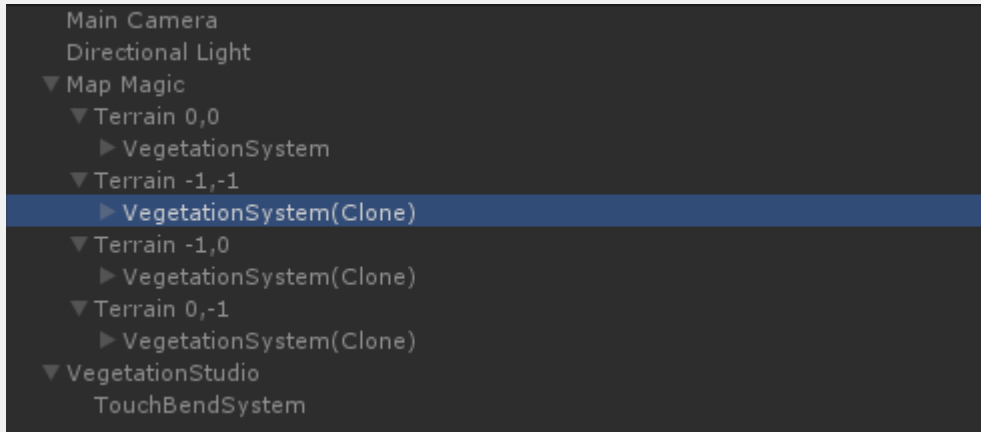 Main Camera
Directional Light
Map Magic
Terrain 0,0
VegetationSystem
Terrain -1,-1
VegetationSystem(Clone)
Terrain -1,0
VegetationSystem(Clone)
Terrain 0,-1
VegetationSystem(Clone)
VegetationStudio
TouchBendSystem